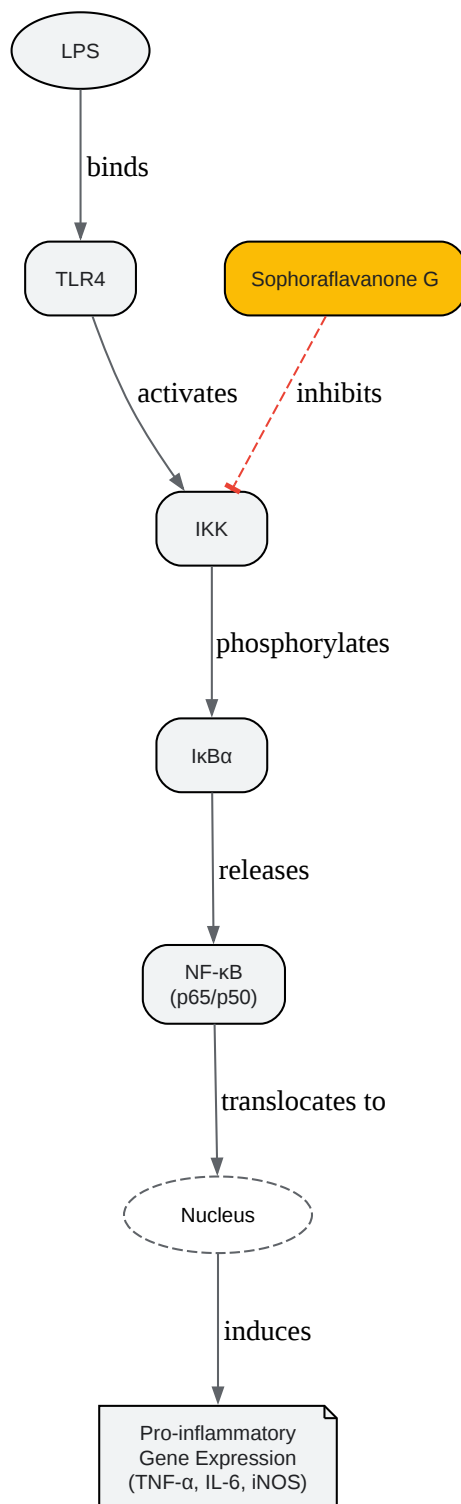 LPS
binds
TLR4
Sophoraflavanone G
activates
inhibits
IKK
phosphorylates
IκBα
releases
NF-κB
(p65/p50)
translocates to
Nucleus
induces
Pro-inflammatory
Gene Expression
(TNF-α, IL-6, iNOS)